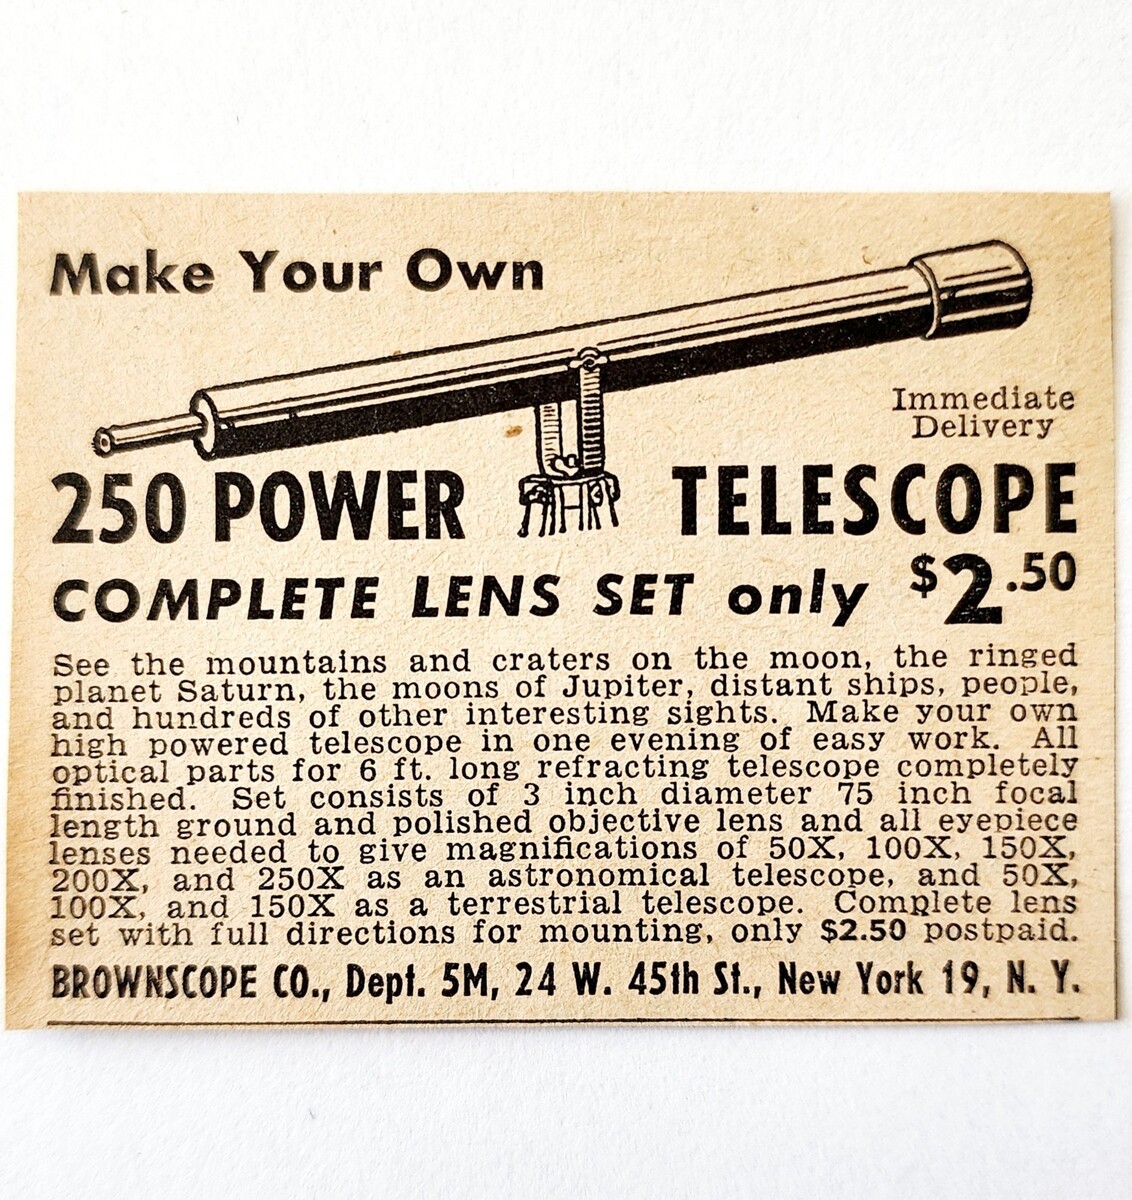 Make Your Own
Immediate
Delivery
250 POWER TELESCOPE
COMPLETE LENS SET only $2.50
See the mountains and craters on the moon, the ringed
planet Saturn, the moons of Jupiter, distant ships, people,
and hundreds of other interesting sights. Make your own
high powered telescope in one evening of easy work. All
optical parts for 6 ft. long refracting telescope completely
finished. Set consists of 3 inch diameter 75 inch focal
length ground and polished objective lens and all eyepiece
lenses needed to give magnifications of 50X, 100X, 150X,
200X, and 250X as an astronomical telescope, and 50X,
100X, and 150X as a terrestrial telescope. Complete lens
set with full directions for mounting, only $2.50 postpaid.
BROWNSCOPE CO., Dept. 5M, 24 W. 45th St., New York 19, N. Y.